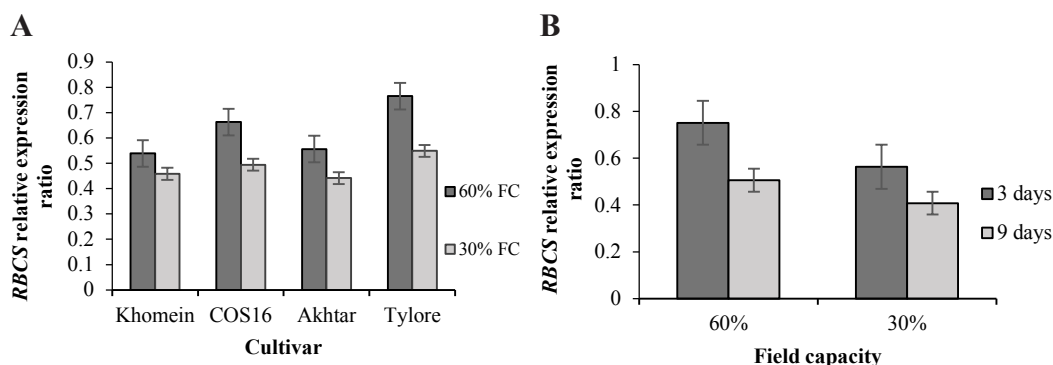 A
RBCS relative expression
ratio
0.9
0.8
0.7
0.6
0.5
0.4
0.3
0.2
0.1
0
Khomein COS16 Akhtar Tylore
Cultivar
60% FC
30% FC
B
RBCS relative expression
ratio
1
0.8
0.6
0.4
0.2
0
60% 30%
Field capacity
3 days
9 days